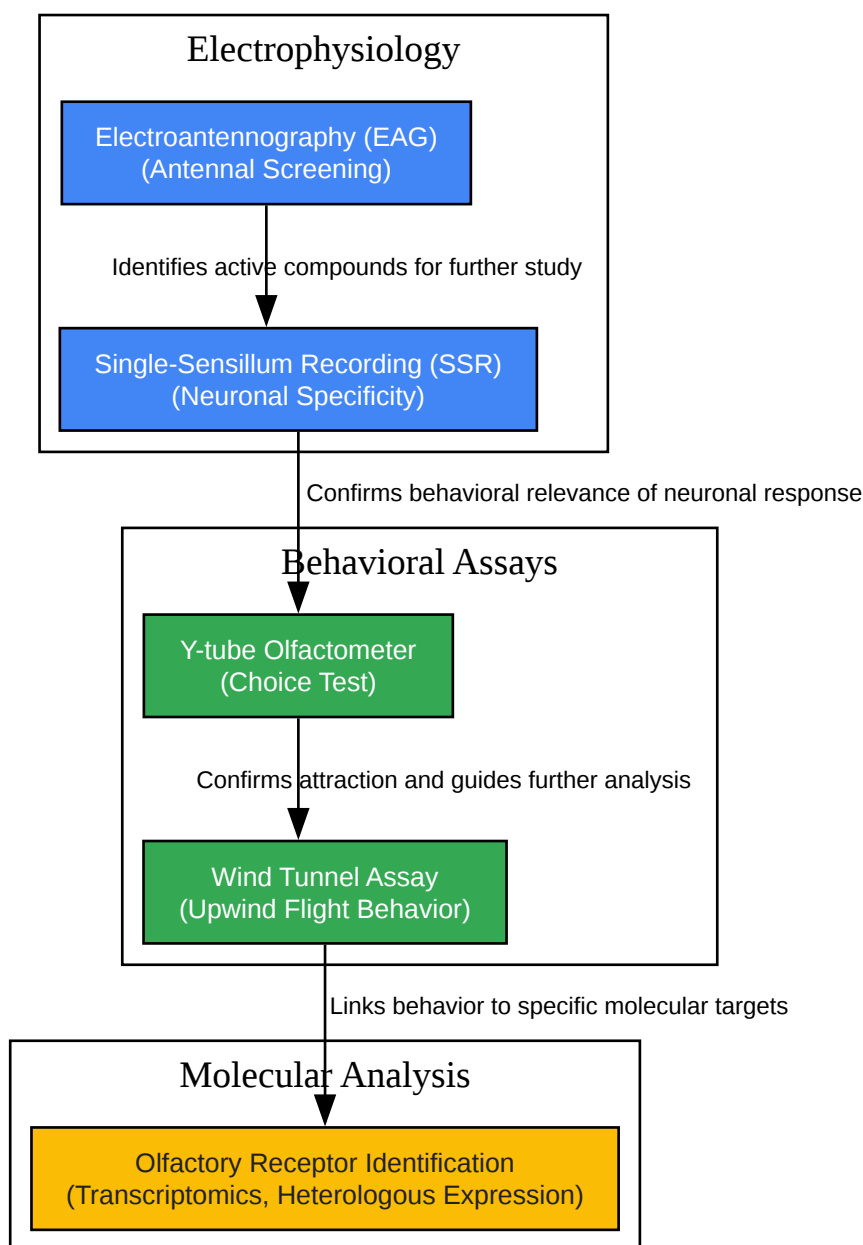 Electrophysiology
Electroantennography (EAG)
(Antennal Screening)
Identifies active compounds for further study
Single-Sensillum Recording (SSR)
(Neuronal Specificity)
Confirms behavioral relevance of neuronal response
Behavioral Assays
Y-tube Olfactometer
(Choice Test)
Confirms attraction and guides further analysis
Wind Tunnel Assay
(Upwind Flight Behavior)
Links behavior to specific molecular targets
Molecular Analysis
Olfactory Receptor Identification
(Transcriptomics, Heterologous Expression)